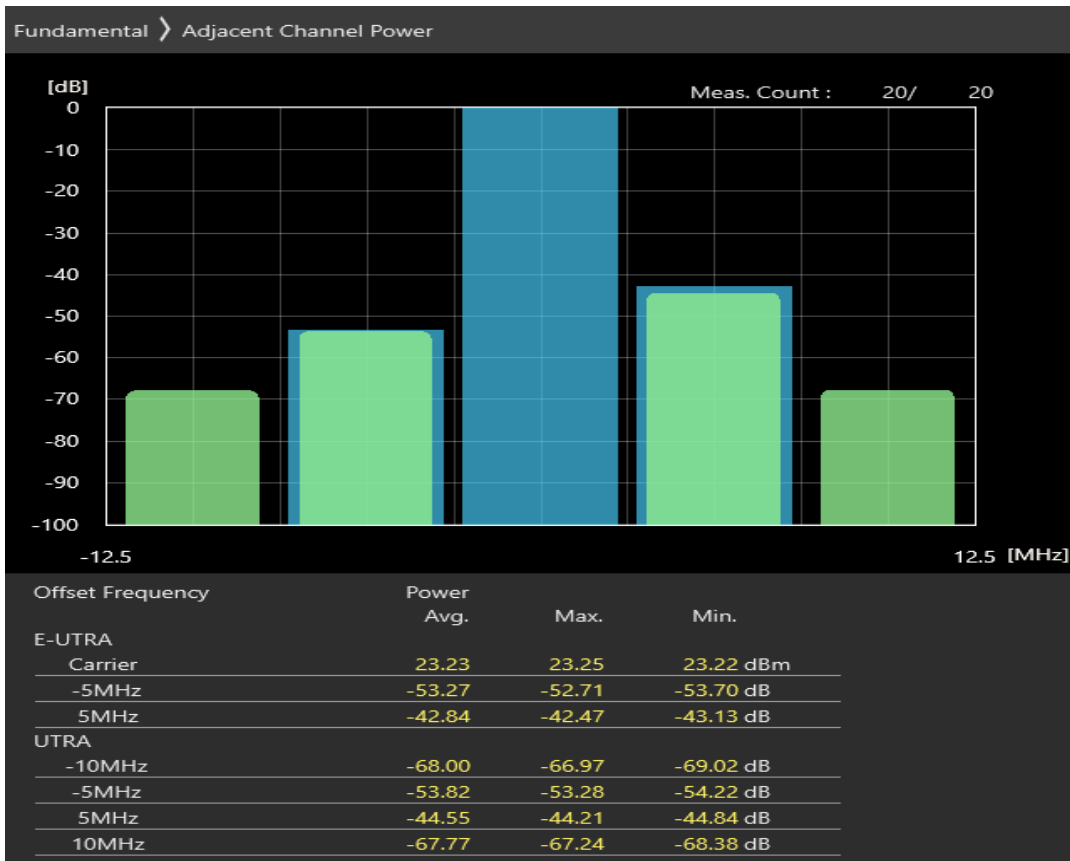 Fundamental 〉 Adjacent Channel Power
[dB]
Meas. Count : 20/ 20
0
-10
-20
-30
-40
-50
-60
-70
-80
-90
-100
-12.5 12.5 [MHz]
Offset Frequency Power
Avg. Max. Min.
E-UTRA
Carrier 23.23 23.25 23.22 dBm
-5MHz -53.27 -52.71 -53.70 dB
5MHz -42.84 -42.47 -43.13 dB
UTRA
-10MHz -68.00 -66.97 -69.02 dB
-5MHz -53.82 -53.28 -54.22 dB
5MHz -44.55 -44.21 -44.84 dB
10MHz -67.77 -67.24 -68.38 dB